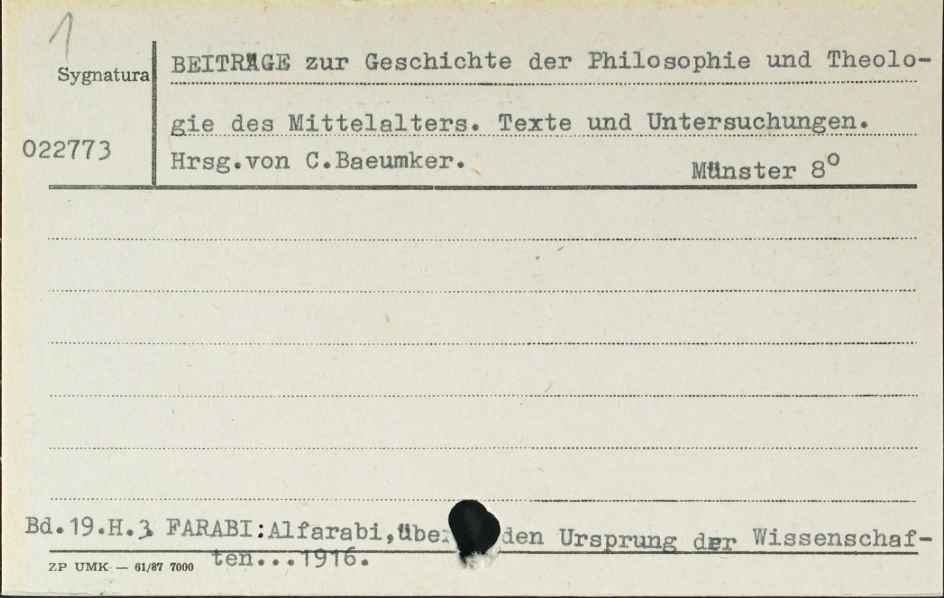 1
Sygnatura
BEITRÄGE zur Geschichte der Philosophie und Theolo-
gie des Mittelalters. Texte und Untersuchungen.
022773
Hrsg.von C.Baeumker.
Münster 8°
Bd.19.H.3 FARABI:Alfarabi,über den Ursprung der Wissenschaf-
ten...1916.
ZP UMK — 61/87 7000